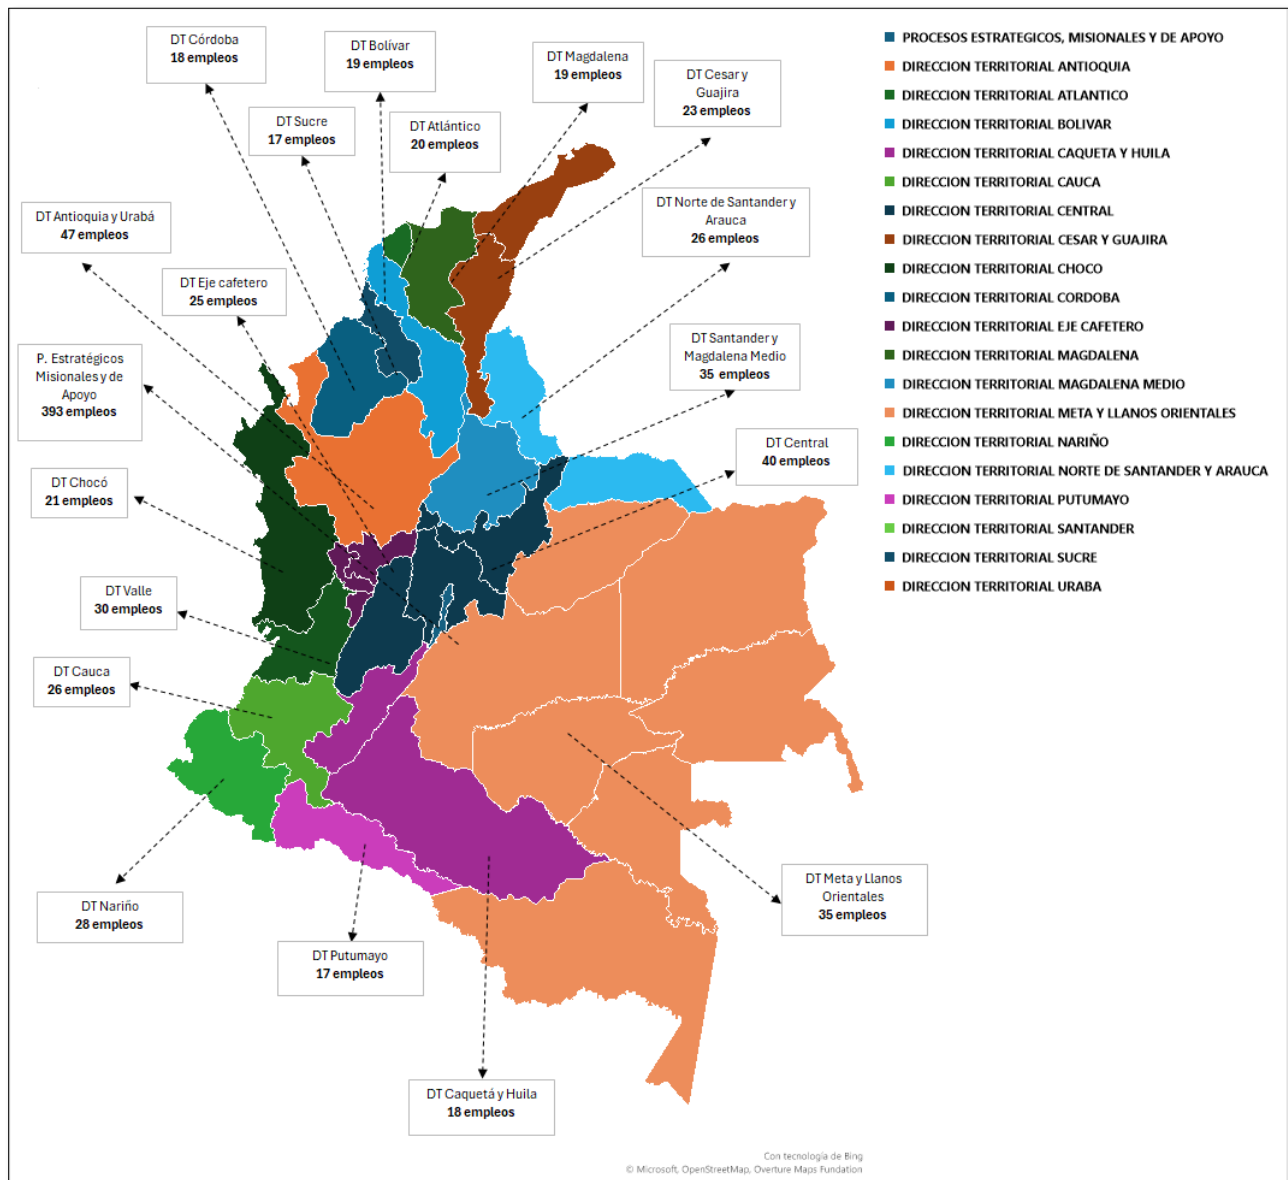 DT Córdoba
18 empleos
DT Bolívar
19 empleos
DT Magdalena
19 empleos
DT Cesar y
Guajira
23 empleos
DT Sucre
17 empleos
DT Atlántico
20 empleos
DT Antioquia y Urabá
47 empleos
DT Norte de Santander y
Arauca
26 empleos
DT Eje cafetero
25 empleos
P. Estratégicos
Misionales y de
Apoyo
393 empleos
DT Santander y
Magdalena Medio
35 empleos
DT Central
40 empleos
DT Chocó
21 empleos
DT Valle
30 empleos
DT Cauca
26 empleos
DT Nariño
28 empleos
DT Putumayo
17 empleos
DT Meta y Llanos
Orientales
35 empleos
DT Caquetá y Huila
18 empleos
PROCESOS ESTRATEGICOS, MISIONALES Y DE APOYO
DIRECCION TERRITORIAL ANTIOQUIA
DIRECCION TERRITORIAL ATLANTICO
DIRECCION TERRITORIAL BOLIVAR
DIRECCION TERRITORIAL CAQUETA Y HUILA
DIRECCION TERRITORIAL CAUCA
DIRECCION TERRITORIAL CENTRAL
DIRECCION TERRITORIAL CESAR Y GUAJIRA
DIRECCION TERRITORIAL CHOCO
DIRECCION TERRITORIAL CORDOBA
DIRECCION TERRITORIAL EJE CAFETERO
DIRECCION TERRITORIAL MAGDALENA
DIRECCION TERRITORIAL MAGDALENA MEDIO
DIRECCION TERRITORIAL META Y LLANOS ORIENTALES
DIRECCION TERRITORIAL NARIÑO
DIRECCION TERRITORIAL NORTE DE SANTANDER Y ARAUCA
DIRECCION TERRITORIAL PUTUMAYO
DIRECCION TERRITORIAL SANTANDER
DIRECCION TERRITORIAL SUCRE
DIRECCION TERRITORIAL URABA
Con tecnología de Bing
© Microsoft, OpenStreetMap, Overture Maps Fundation